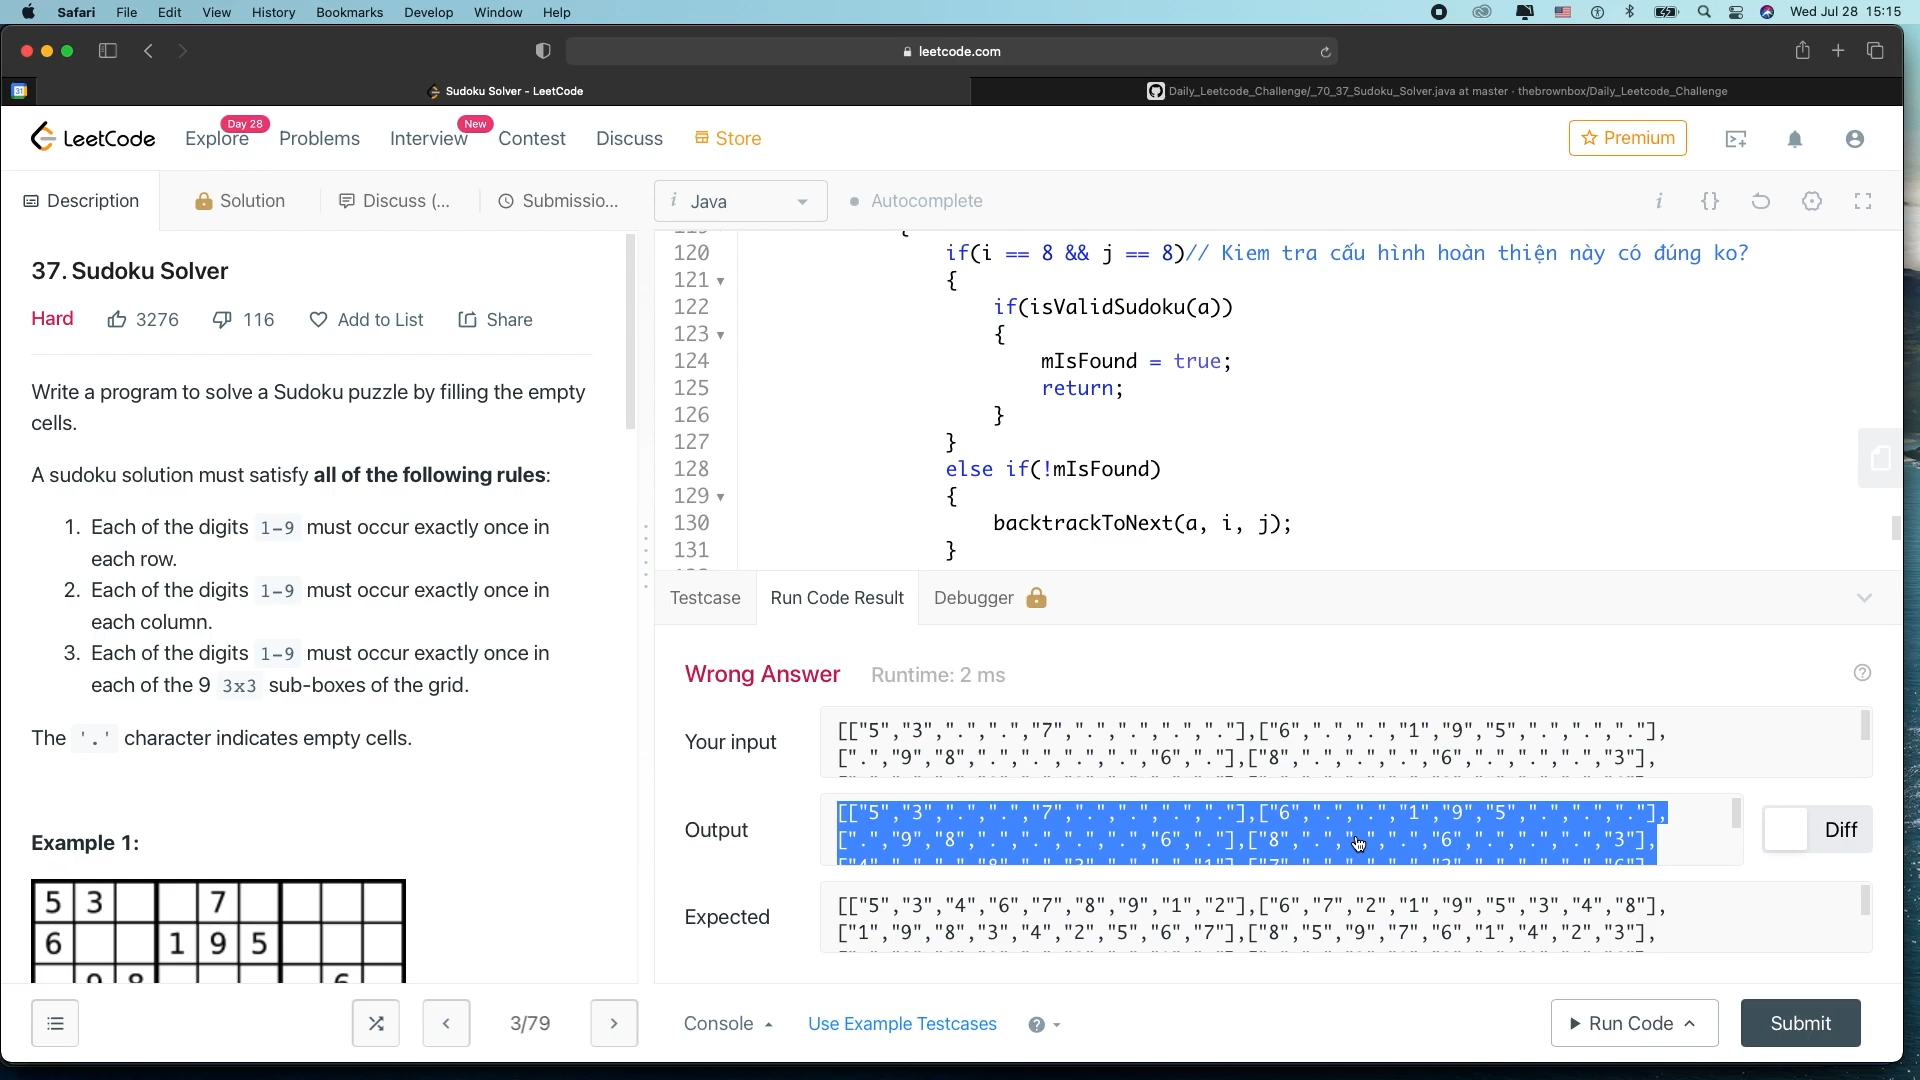 Safari File Edit View History Bookmarks Develop Window Help
Wed Jul 28 15:15
leetcode.com
31
Sudoku Solver - LeetCode
Daily_Leetcode_Challenge/_70_37_Sudoku_Solver.java at master · thebrownbox/Daily_Leetcode_Challenge
LeetCode Explore Day 28 Problems Interview New Contest Discuss Store Premium
Description Solution Discuss (... Submissio...
i Java Autocomplete i {}
37. Sudoku Solver
Hard 3276 116 Add to List Share
Write a program to solve a Sudoku puzzle by filling the empty
cells.
A sudoku solution must satisfy all of the following rules:
1. Each of the digits 1-9 must occur exactly once in
each row.
2. Each of the digits 1-9 must occur exactly once in
each column.
3. Each of the digits 1-9 must occur exactly once in
each of the 9 3x3 sub-boxes of the grid.
The '.' character indicates empty cells.
Example 1:
5 3 7
6 1 9 5
9 8 6
3/79
120 if(i == 8 && j == 8)// Kiem tra cấu hình hoàn thiện này có đúng ko?
121 {
122 if(isValidSudoku(a))
123 {
124 mIsFound = true;
125 return;
126 }
127 }
128 else if(!mIsFound)
129 {
130 backtrackToNext(a, i, j);
131 }
Testcase Run Code Result Debugger
Wrong Answer Runtime: 2 ms
Your input
[["5","3",".",".","7",".",".",".","."],["6",".",".","1","9","5",".",".","."],
[".","9","8",".",".",".",".","6","."],["8",".",".",".","6",".",".",".","3"],
Output
[["5","3",".",".","7",".",".",".","."],["6",".",".","1","9","5",".",".","."],
[".","9","8",".",".",".",".","6","."],["8",".",".",".","6",".",".",".","3"],
Diff
Expected
[["5","3","4","6","7","8","9","1","2"],["6","7","2","1","9","5","3","4","8"],
["1","9","8","3","4","2","5","6","7"],["8","5","9","7","6","1","4","2","3"],
Console Use Example Testcases Run Code Submit